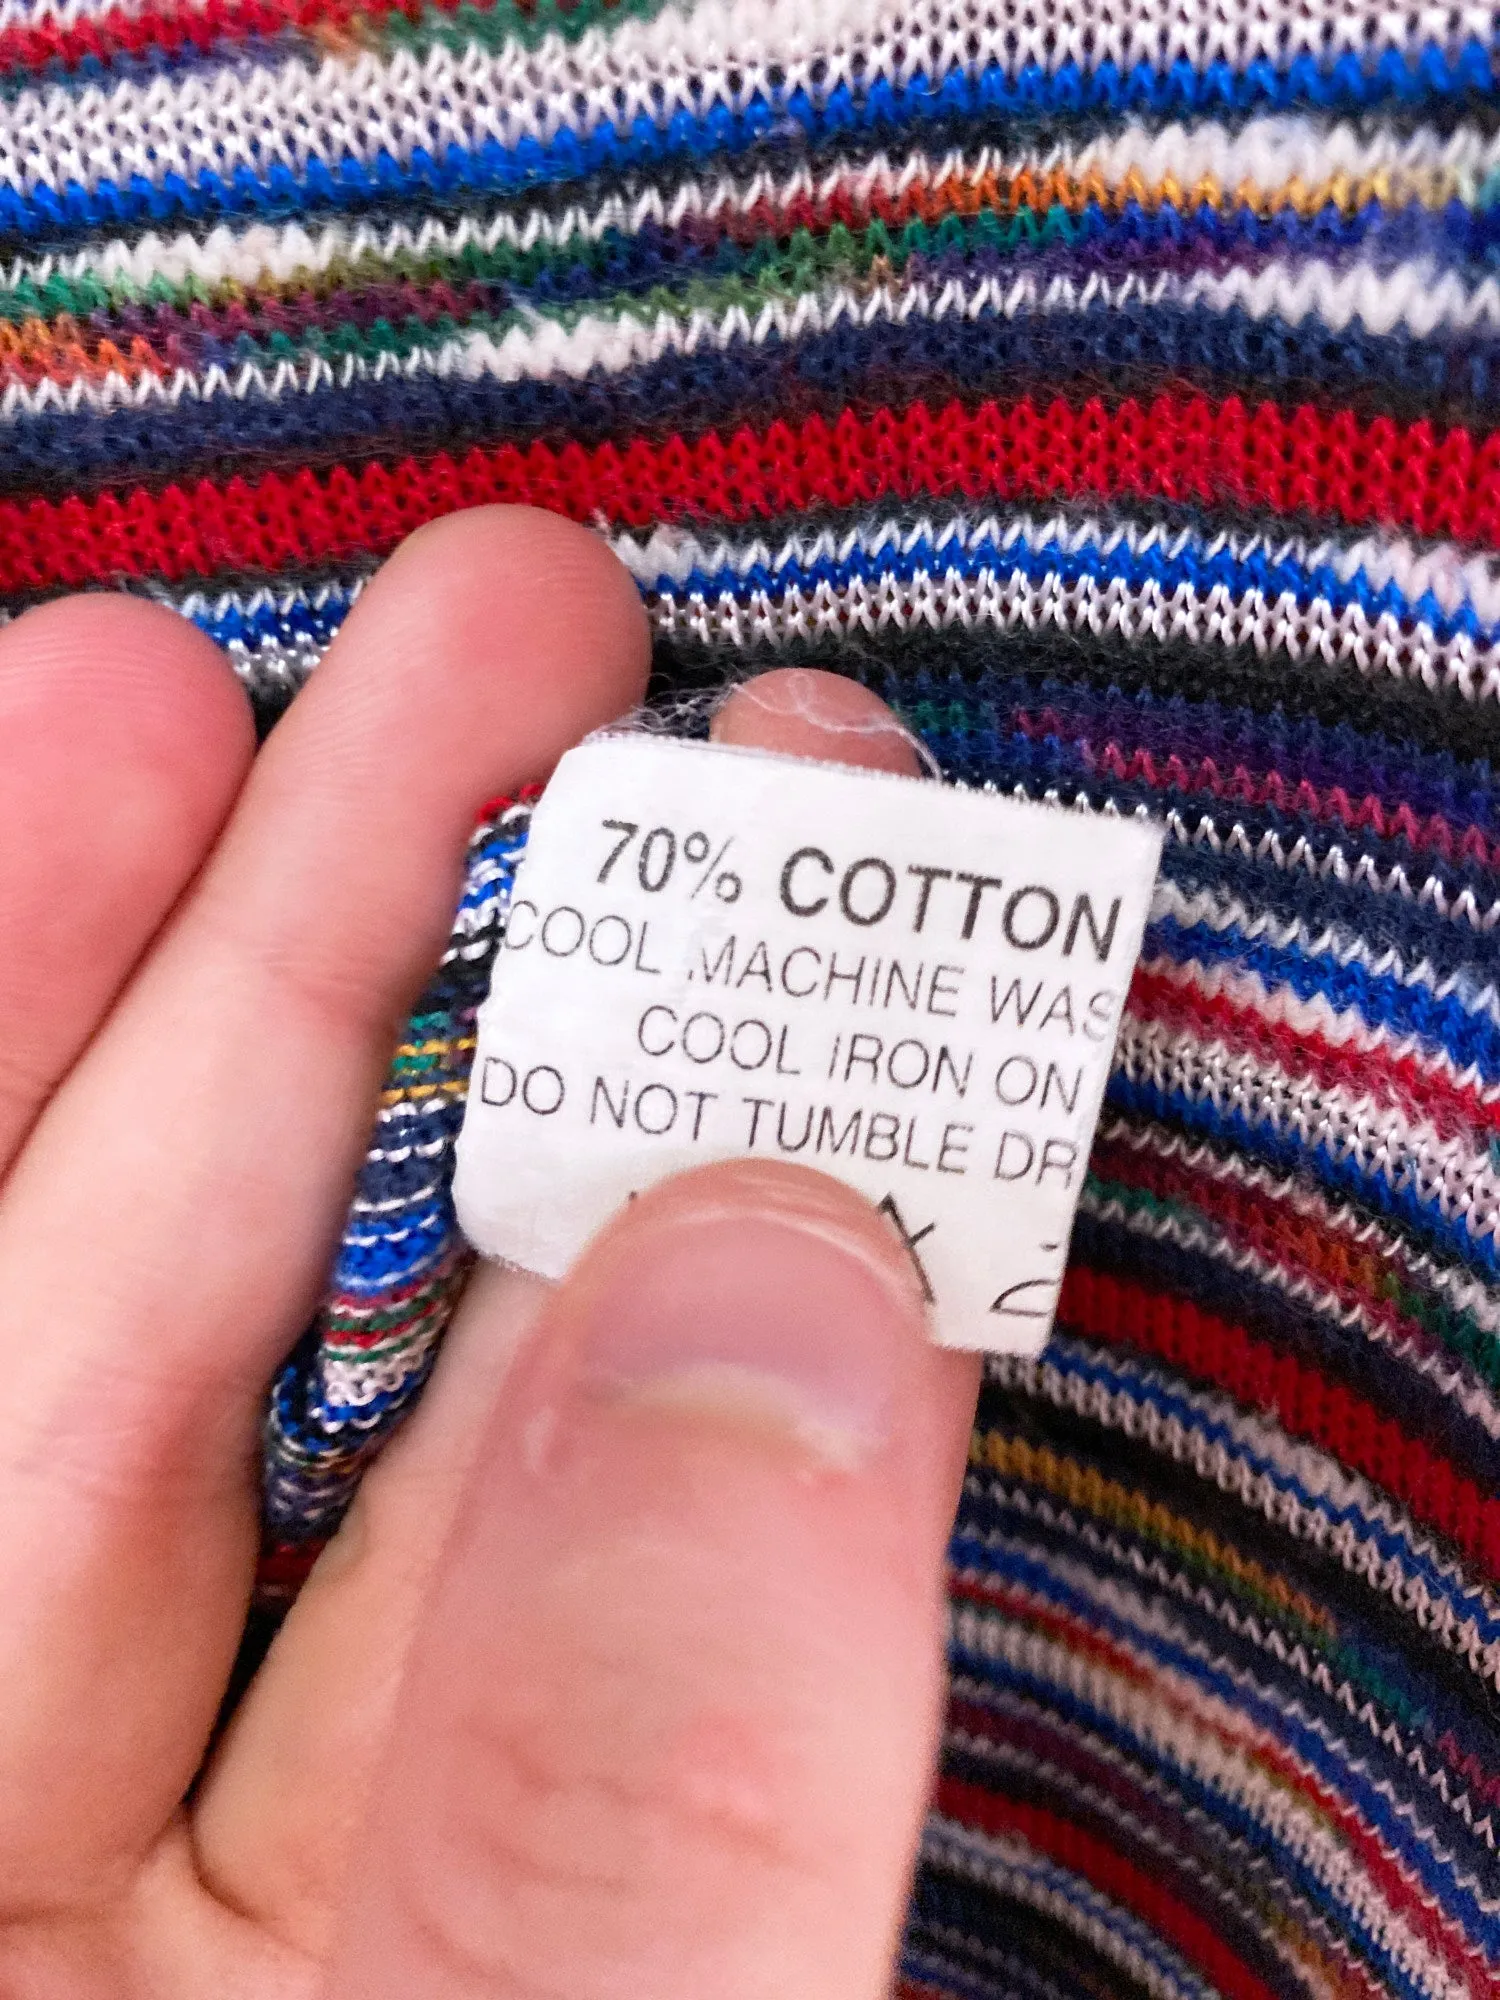 70% COTTON
COOL MACHINE WAS
COOL IRON ON
DO NOT TUMBLE DR